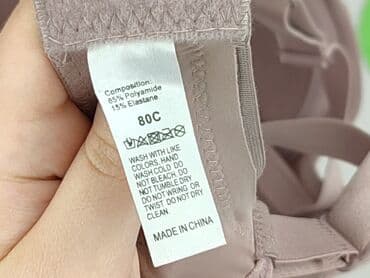 Composition:
85% Polyamide
15% Elastane
80C
WASH WITH LIKE
COLORS, HAND
WASH COLD. DO
NOT BLEACH. DO
NOT TUMBLE DRY
DO NOT WRING OR
TWIST. DO NOT DRY
CLEAN.
MADE IN CHINA